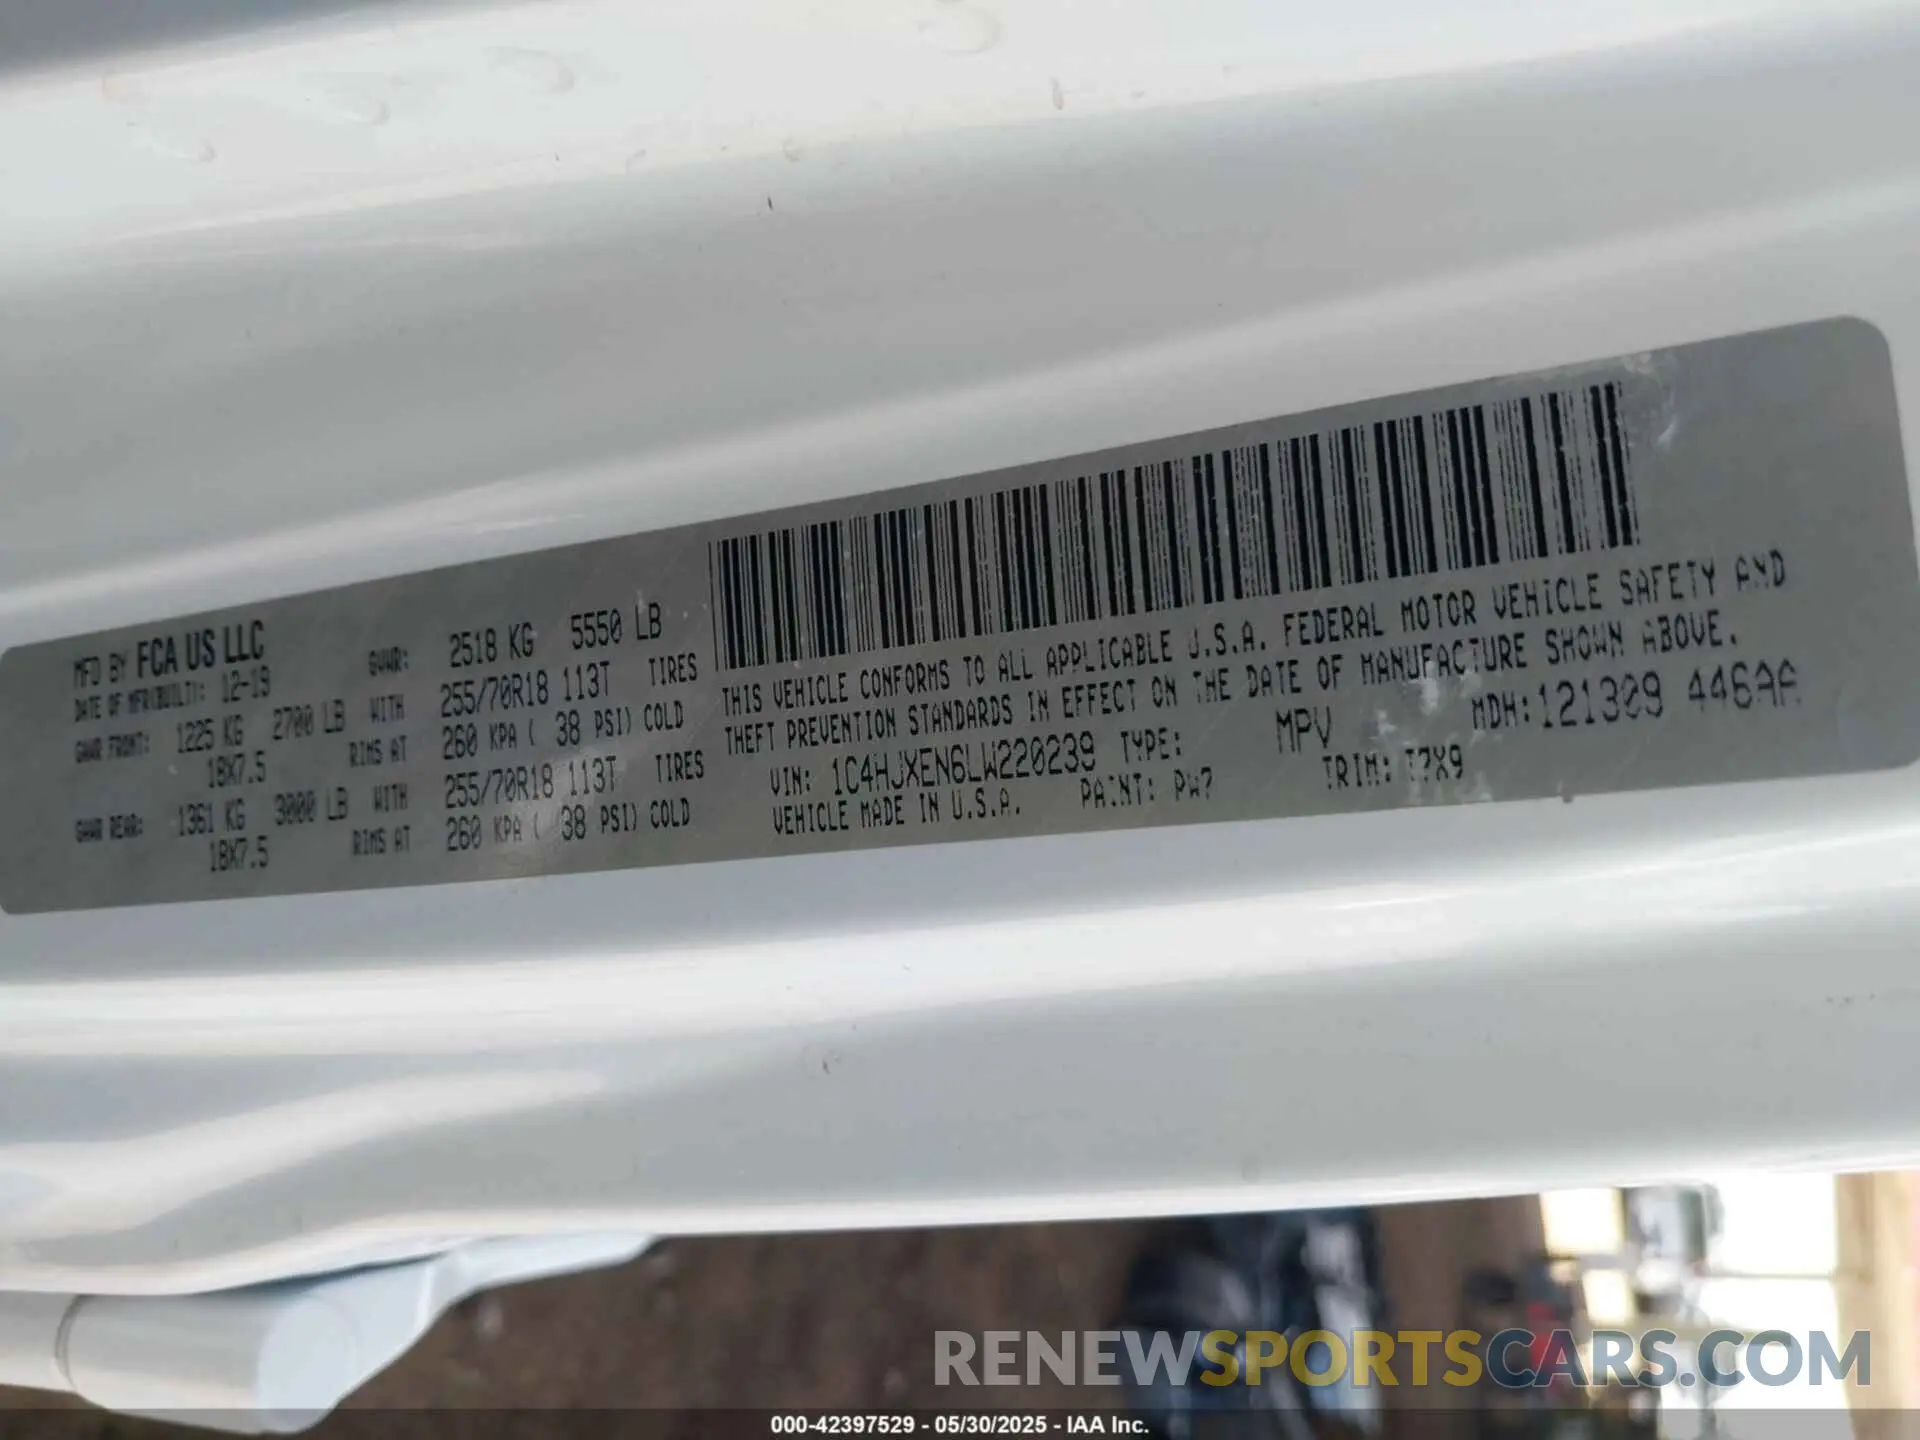 MFD BY FCA US LLC
DATE OF MFR(BUILT): 12-19
GVWR: 2518 KG 5550 LB
GAWR FRONT: 1225 KG 2700 LB WITH 255/70R18 113T TIRES
18X7.5 RIMS AT 260 KPA ( 38 PSI) COLD
GAWR REAR: 1361 KG 3000 LB WITH 255/70R18 113T TIRES
18X7.5 RIMS AT 260 KPA ( 38 PSI) COLD
THIS VEHICLE CONFORMS TO ALL APPLICABLE U.S.A. FEDERAL MOTOR VEHICLE SAFETY AND
THEFT PREVENTION STANDARDS IN EFFECT ON THE DATE OF MANUFACTURE SHOWN ABOVE.
VIN: 1C4HJXEN6LW220239 TYPE: MPV MDH:121309 446AA
VEHICLE MADE IN U.S.A. PAINT: PW7 TRIM: T7X9
RENEWSPORTSCARS.COM
000-42397529 - 05/30/2025 - IAA Inc.